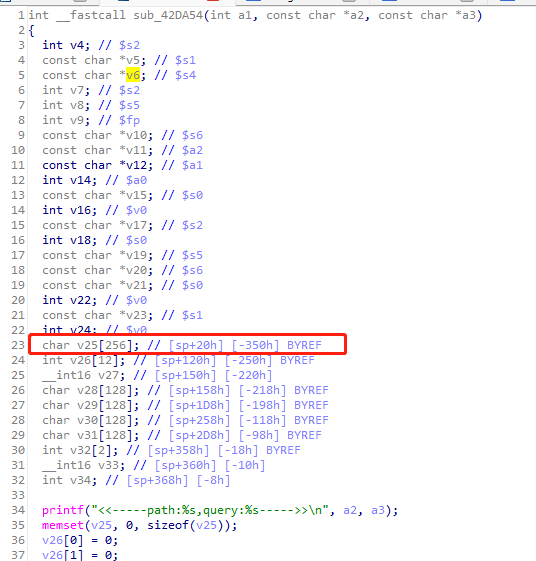 1 int __fastcall sub_42DA54(int a1, const char *a2, const char *a3)
2 {
3 int v4; // $s2
4 const char *v5; // $s1
5 const char *v6; // $s4
6 int v7; // $s2
7 int v8; // $s5
8 int v9; // $fp
9 const char *v10; // $s6
10 const char *v11; // $a2
11 const char *v12; // $a1
12 int v14; // $a0
13 const char *v15; // $s0
14 int v16; // $v0
15 const char *v17; // $s2
16 int v18; // $s0
17 const char *v19; // $s5
18 const char *v20; // $s6
19 const char *v21; // $s0
20 int v22; // $v0
21 const char *v23; // $s1
22 int v24; // $v0
23 char v25[256]; // [sp+20h] [-350h] BYREF
24 int v26[12]; // [sp+120h] [-250h] BYREF
25 __int16 v27; // [sp+150h] [-220h]
26 char v28[128]; // [sp+158h] [-218h] BYREF
27 char v29[128]; // [sp+1D8h] [-198h] BYREF
28 char v30[128]; // [sp+258h] [-118h] BYREF
29 char v31[128]; // [sp+2D8h] [-98h] BYREF
30 int v32[2]; // [sp+358h] [-18h] BYREF
31 __int16 v33; // [sp+360h] [-10h]
32 int v34; // [sp+368h] [-8h]
33
34 printf("<<-----path:%s,query:%s----->>\n", a2, a3);
35 memset(v25, 0, sizeof(v25));
36 v26[0] = 0;
37 v26[1] = 0;